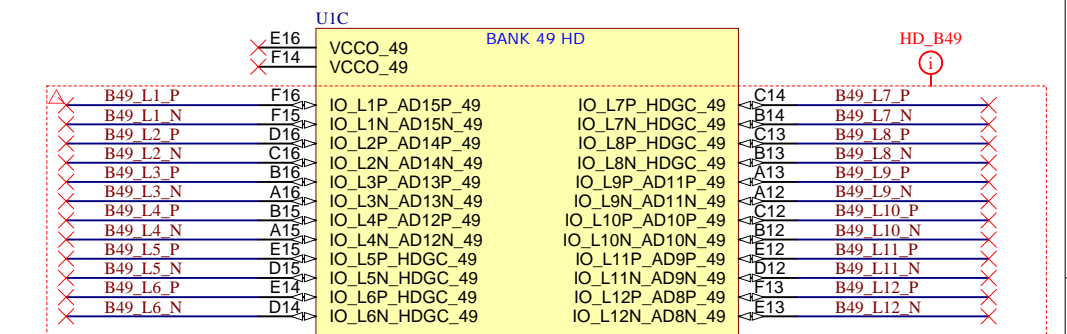 U1C
BANK 49 HD
HD_B49
i
E16 VCCO_49
F14 VCCO_49
B49_L1_P F16 IO_L1P_AD15P_49 IO_L7P_HDGC_49 C14 B49_L7_P
B49_L1_N F15 IO_L1N_AD15N_49 IO_L7N_HDGC_49 B14 B49_L7_N
B49_L2_P D16 IO_L2P_AD14P_49 IO_L8P_HDGC_49 C13 B49_L8_P
B49_L2_N C16 IO_L2N_AD14N_49 IO_L8N_HDGC_49 B13 B49_L8_N
B49_L3_P B16 IO_L3P_AD13P_49 IO_L9P_AD11P_49 A13 B49_L9_P
B49_L3_N A16 IO_L3N_AD13N_49 IO_L9N_AD11N_49 A12 B49_L9_N
B49_L4_P B15 IO_L4P_AD12P_49 IO_L10P_AD10P_49 C12 B49_L10_P
B49_L4_N A15 IO_L4N_AD12N_49 IO_L10N_AD10N_49 B12 B49_L10_N
B49_L5_P E15 IO_L5P_HDGC_49 IO_L11P_AD9P_49 E12 B49_L11_P
B49_L5_N D15 IO_L5N_HDGC_49 IO_L11N_AD9N_49 D12 B49_L11_N
B49_L6_P E14 IO_L6P_HDGC_49 IO_L12P_AD8P_49 F13 B49_L12_P
B49_L6_N D14 IO_L6N_HDGC_49 IO_L12N_AD8N_49 E13 B49_L12_N